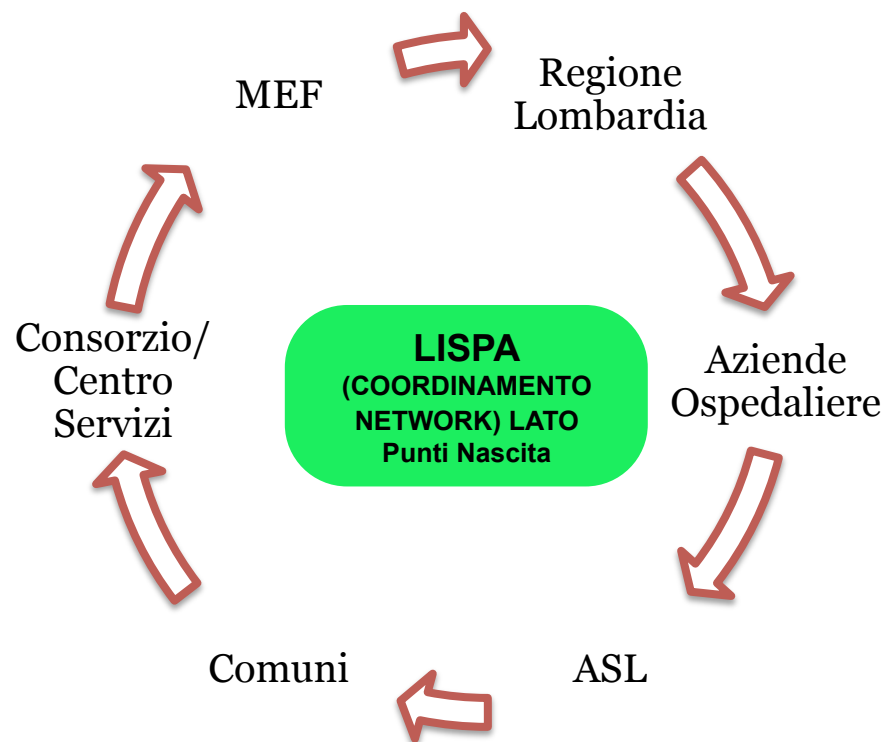 MEF
Regione
Lombardia
Consorzio/
Centro
Servizi
LISPA
(COORDINAMENTO
NETWORK) LATO
Punti Nascita
Aziende
Ospedaliere
Comuni
ASL